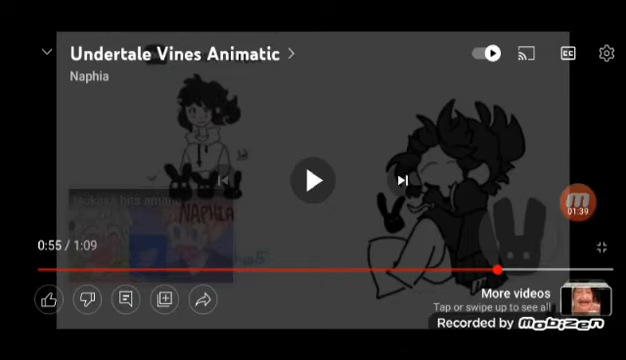 Undertale Vines Animatic
Naphia
CC
NAPHIA
01:39
0:55 / 1:09
More videos
Tap or swipe up to see all
Recorded by mobizen